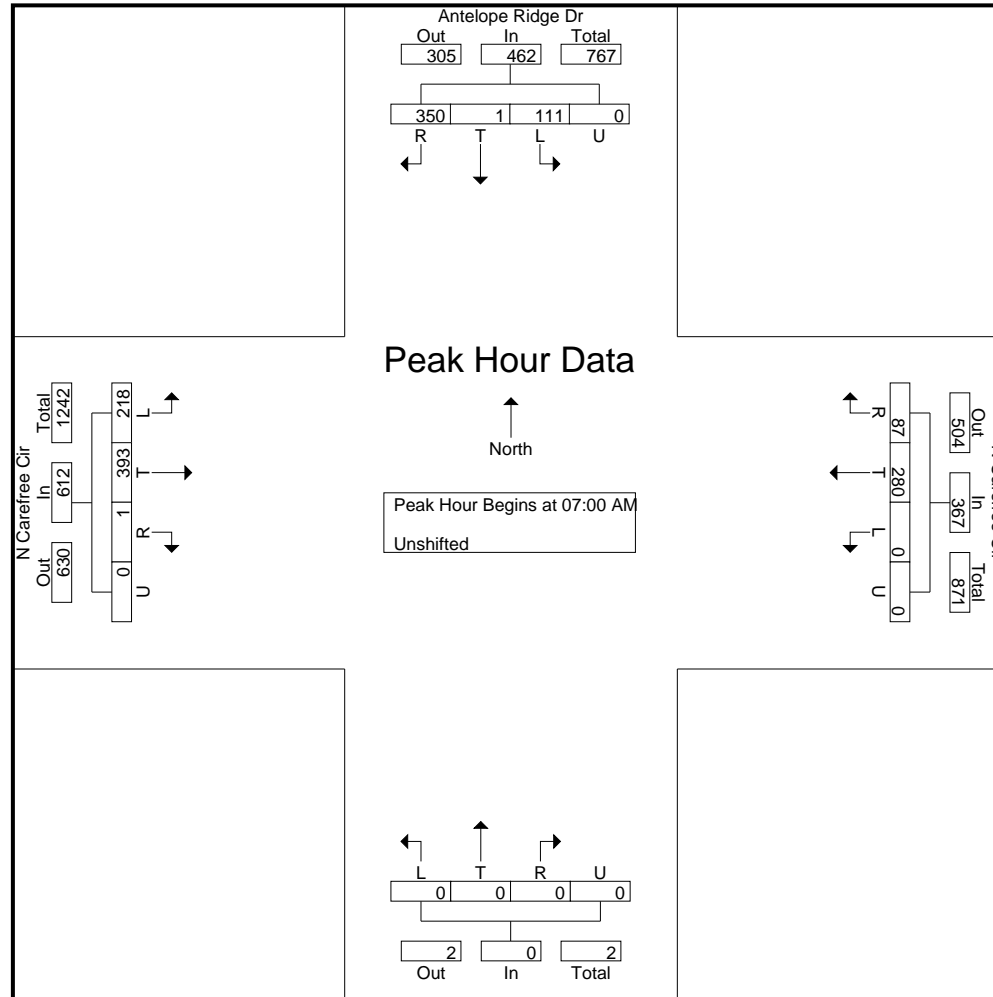 Antelope Ridge Dr
Out In Total
305 462 767
350 1 111 0
R T L U
Peak Hour Data
North
Peak Hour Begins at 07:00 AM
Unshifted
N Carefree Cir
Total In Out
1242 612 630
218 393 1 0
L T R U
Out In Total
504 367 871
R T L U
87 280 0 0
L T R U
0 0 0 0
2 0 2
Out In Total